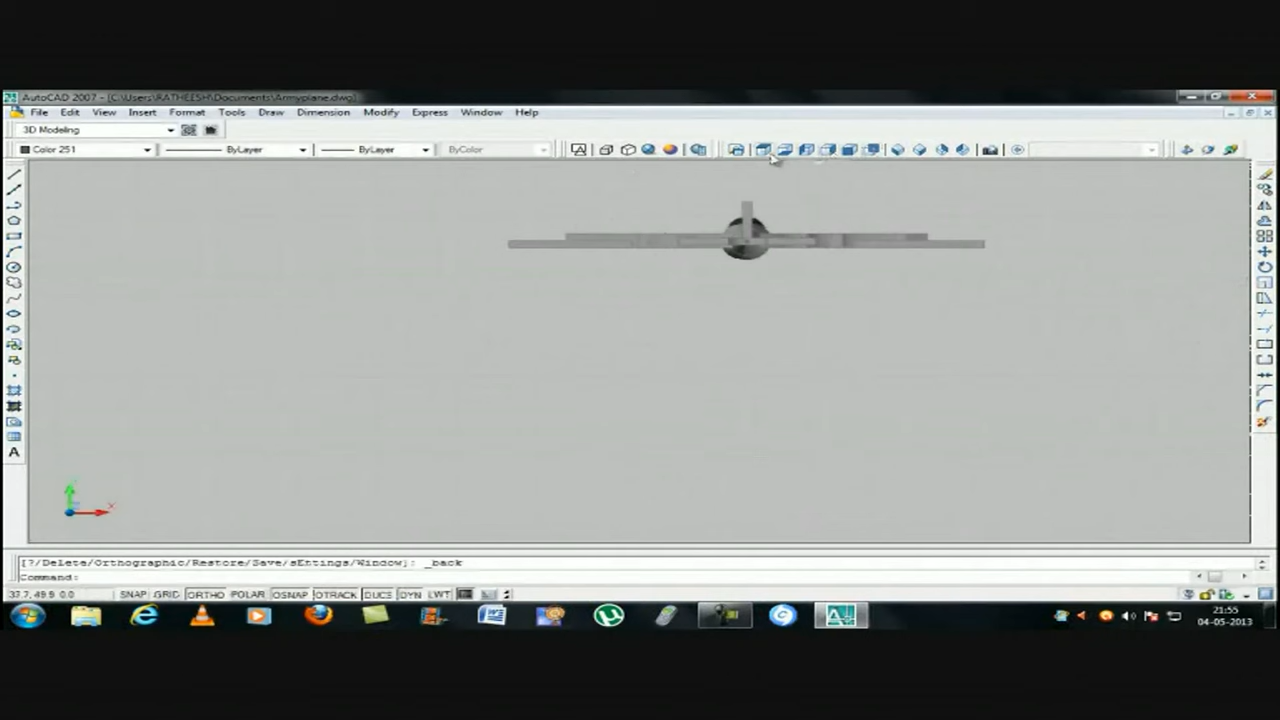 AutoCAD 2007 - [C:\Users\RATHEESH\Documents\Armyplane.dwg]
File Edit View Insert Format Tools Draw Dimension Modify Express Window Help
3D Modeling
Color 251 ByLayer ByLayer ByColor
A
X
[?/Delete/Orthographic/Restore/Save/sEttings/Window]: _back
Command:
37.7, 49.9 0.0 SNAP GRID ORTHO POLAR OSNAP OTRACK DUCS DYN LWT
21:55
04-05-2013